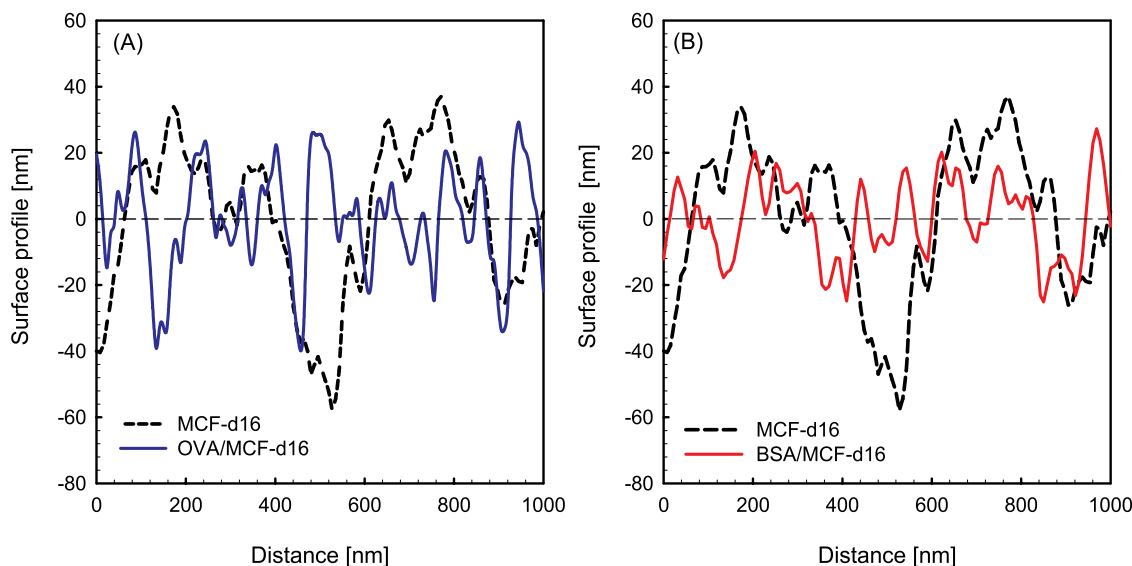 (A)
60
40
20
0
-20
-40
-60
-80
Surface profile [nm]
MCF-d16
OVA/MCF-d16
0 200 400 600 800 1000
Distance [nm]
(B)
60
40
20
0
-20
-40
-60
-80
Surface profile [nm]
MCF-d16
BSA/MCF-d16
0 200 400 600 800 1000
Distance [nm]